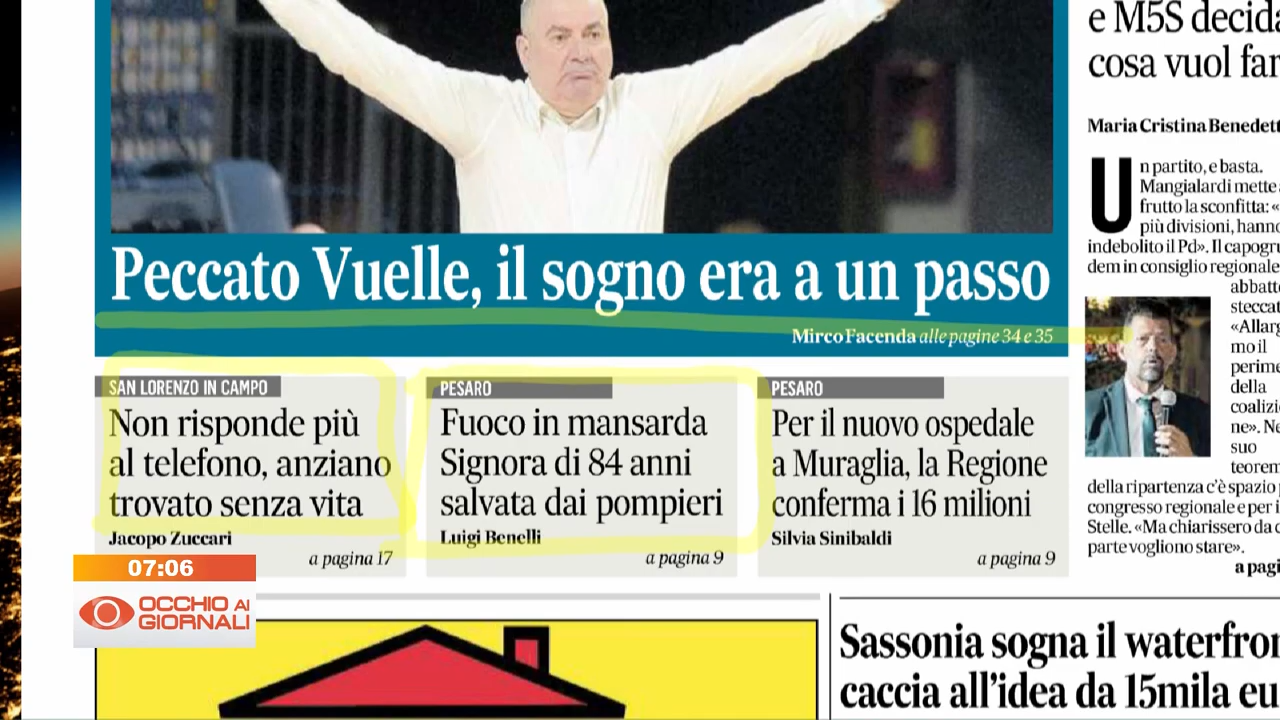 e M5S decida
cosa vuol far
Maria Cristina Benedett
Un partito, e basta.
Mangialardi mette a
frutto la sconfitta: «
più divisioni, hanno
indebolito il Pd». Il capogru
dem in consiglio regionale
abbatte
steccat
«Allarg
mo il
perime
della
coalizio
ne». Ne
suo
teorem
della ripartenza c'è spazio p
congresso regionale e per i
Stelle. «Ma chiarissero da c
parte vogliono stare».
a pagi
Peccato Vuelle, il sogno era a un passo
Mirco Facenda alle pagine 34 e 35
SAN LORENZO IN CAMPO
Non risponde più
al telefono, anziano
trovato senza vita
Jacopo Zuccari
a pagina 17
PESARO
Fuoco in mansarda
Signora di 84 anni
salvata dai pompieri
Luigi Benelli
a pagina 9
PESARO
Per il nuovo ospedale
a Muraglia, la Regione
conferma i 16 milioni
Silvia Sinibaldi
a pagina 9
07:06
OCCHIO AI
GIORNALI
Sassonia sogna il waterfron
caccia all'idea da 15mila eu